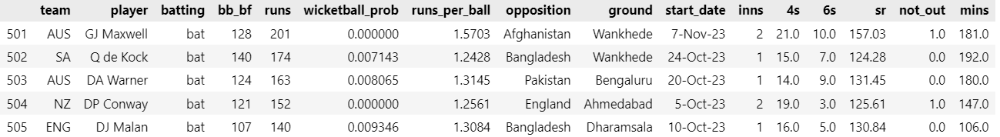 team player batting bb_bf runs wicketball_prob runs_per_ball opposition ground start_date inns 4s 6s sr not_out mins
501 AUS GJ Maxwell bat 128 201 0.000000 1.5703 Afghanistan Wankhede 7-Nov-23 2 21.0 10.0 157.03 1.0 181.0
502 SA Q de Kock bat 140 174 0.007143 1.2428 Bangladesh Wankhede 24-Oct-23 1 15.0 7.0 124.28 0.0 192.0
503 AUS DA Warner bat 124 163 0.008065 1.3145 Pakistan Bengaluru 20-Oct-23 1 14.0 9.0 131.45 0.0 180.0
504 NZ DP Conway bat 121 152 0.000000 1.2561 England Ahmedabad 5-Oct-23 2 19.0 3.0 125.61 1.0 147.0
505 ENG DJ Malan bat 107 140 0.009346 1.3084 Bangladesh Dharamsala 10-Oct-23 1 16.0 5.0 130.84 0.0 106.0